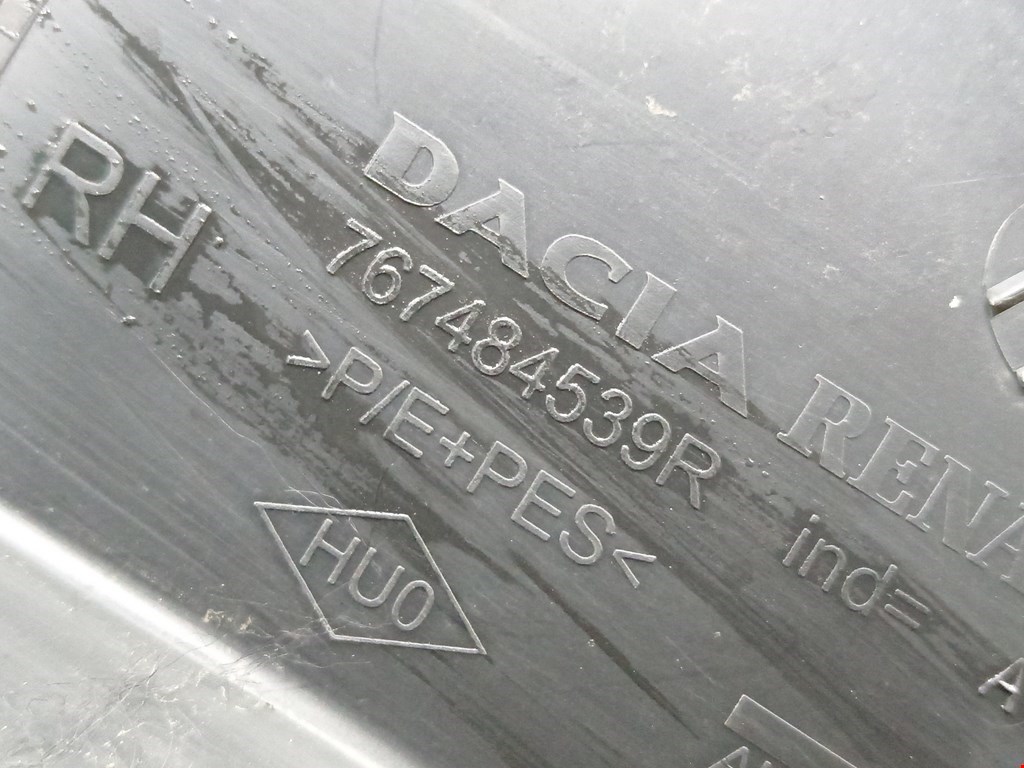 RH
DACIA RENA
767484539R
ind=
>P/E+PES<
HU0
A